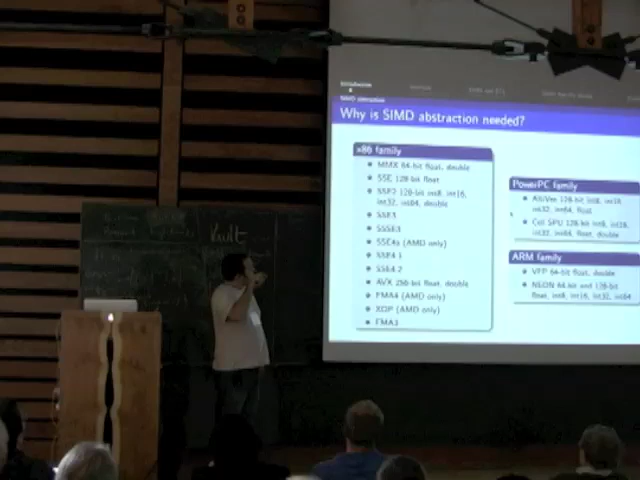 Why is SIMD abstraction needed?
x86 family
MMX 64-bit float, double
SSE 128-bit float
SSE2 128-bit int8, int16,
int32, int64, double
SSE3
SSSE3
SSE4a (AMD only)
SSE4.1
SSE4.2
AVX 256-bit float, double
FMA4 (AMD only)
XOP (AMD only)
FMA3
PowerPC family
AltiVec 128-bit int8, int16,
int32, int64, float
Cell SPU 128-bit int8, int16,
int32, int64, float, double
ARM family
VFP 64-bit float, double
NEON 64-bit and 128-bit
float, int8, int16, int32, int64